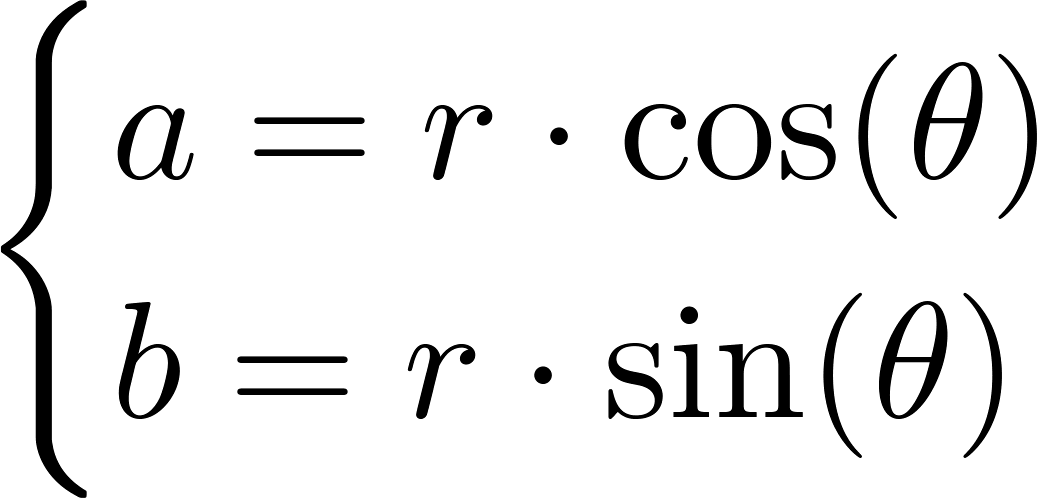 a = r · cos(θ)
b = r · sin(θ)